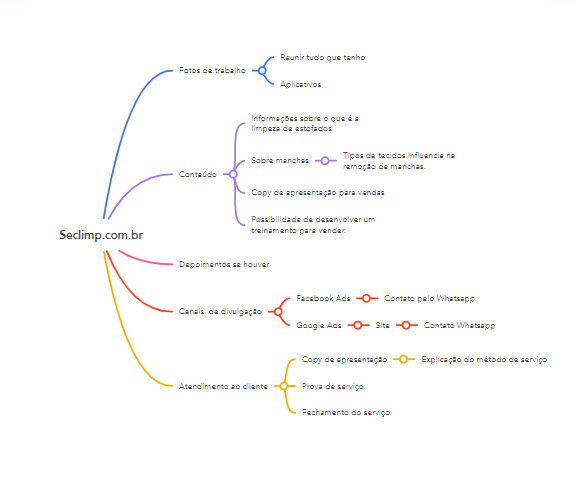 Fotos de trabalho
Reunir tudo que tenho
Aplicativos
Conteúdo
Informações sobre o que é a
limpeza de estofados
Sobre manchas
Tipos de tecidos influencia na
remoção de manchas.
Copy de apresentação para vendas
Possibilidade de desenvolver um
treinamento para vender.
Seclimp.com.br
Depoimentos se houver
Canais de divulgação
Facebook Ads
Contato pelo Whatsapp
Google Ads
Site
Contato Whatsapp
Atendimento ao cliente
Copy de apresentação
Explicação do método de serviço
Prova de serviço
Fechamento do serviço